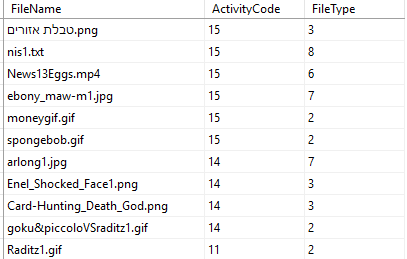 FileName ActivityCode FileType
טבלת אזורים.png 15 3
nis1.txt 15 8
News13Eggs.mp4 15 6
ebony_maw-m1.jpg 15 7
moneygif.gif 15 2
spongebob.gif 15 2
arlong1.jpg 14 7
Enel_Shocked_Face1.png 14 3
Card-Hunting_Death_God.png 14 3
goku&piccoloVSraditz1.gif 14 2
Raditz1.gif 11 2